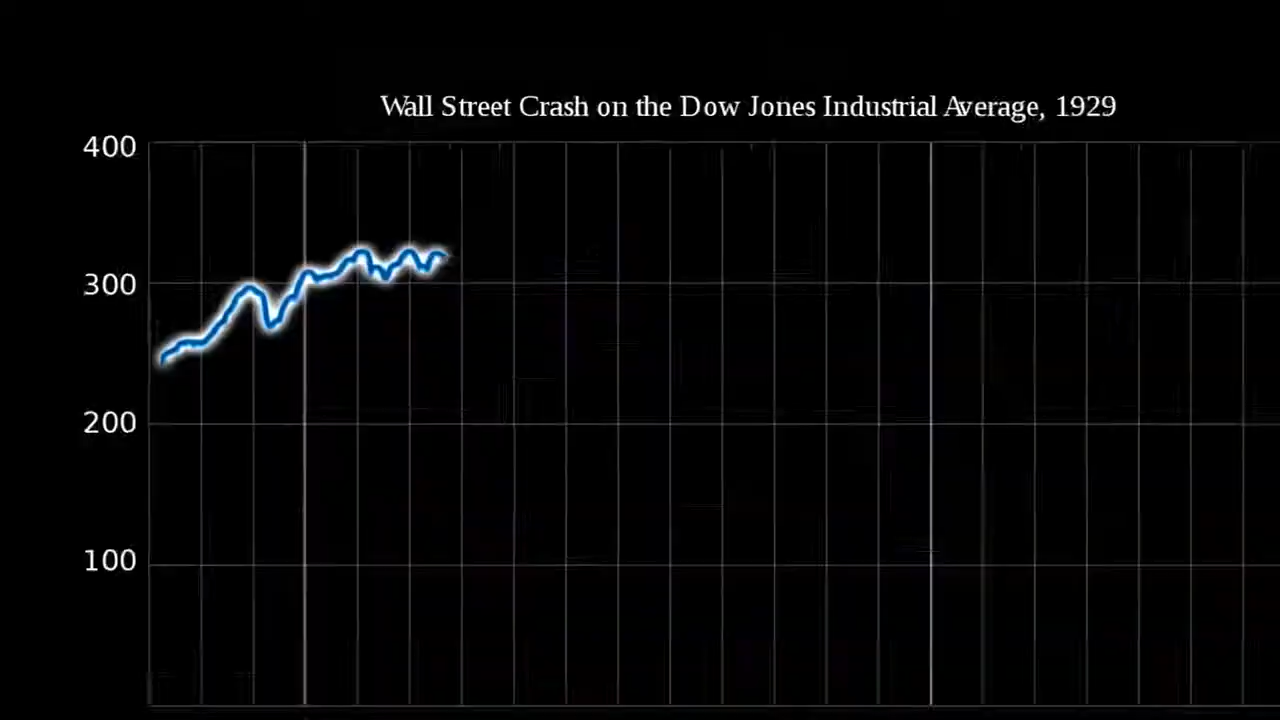 Wall Street Crash on the Dow Jones Industrial Average, 1929
400
300
200
100